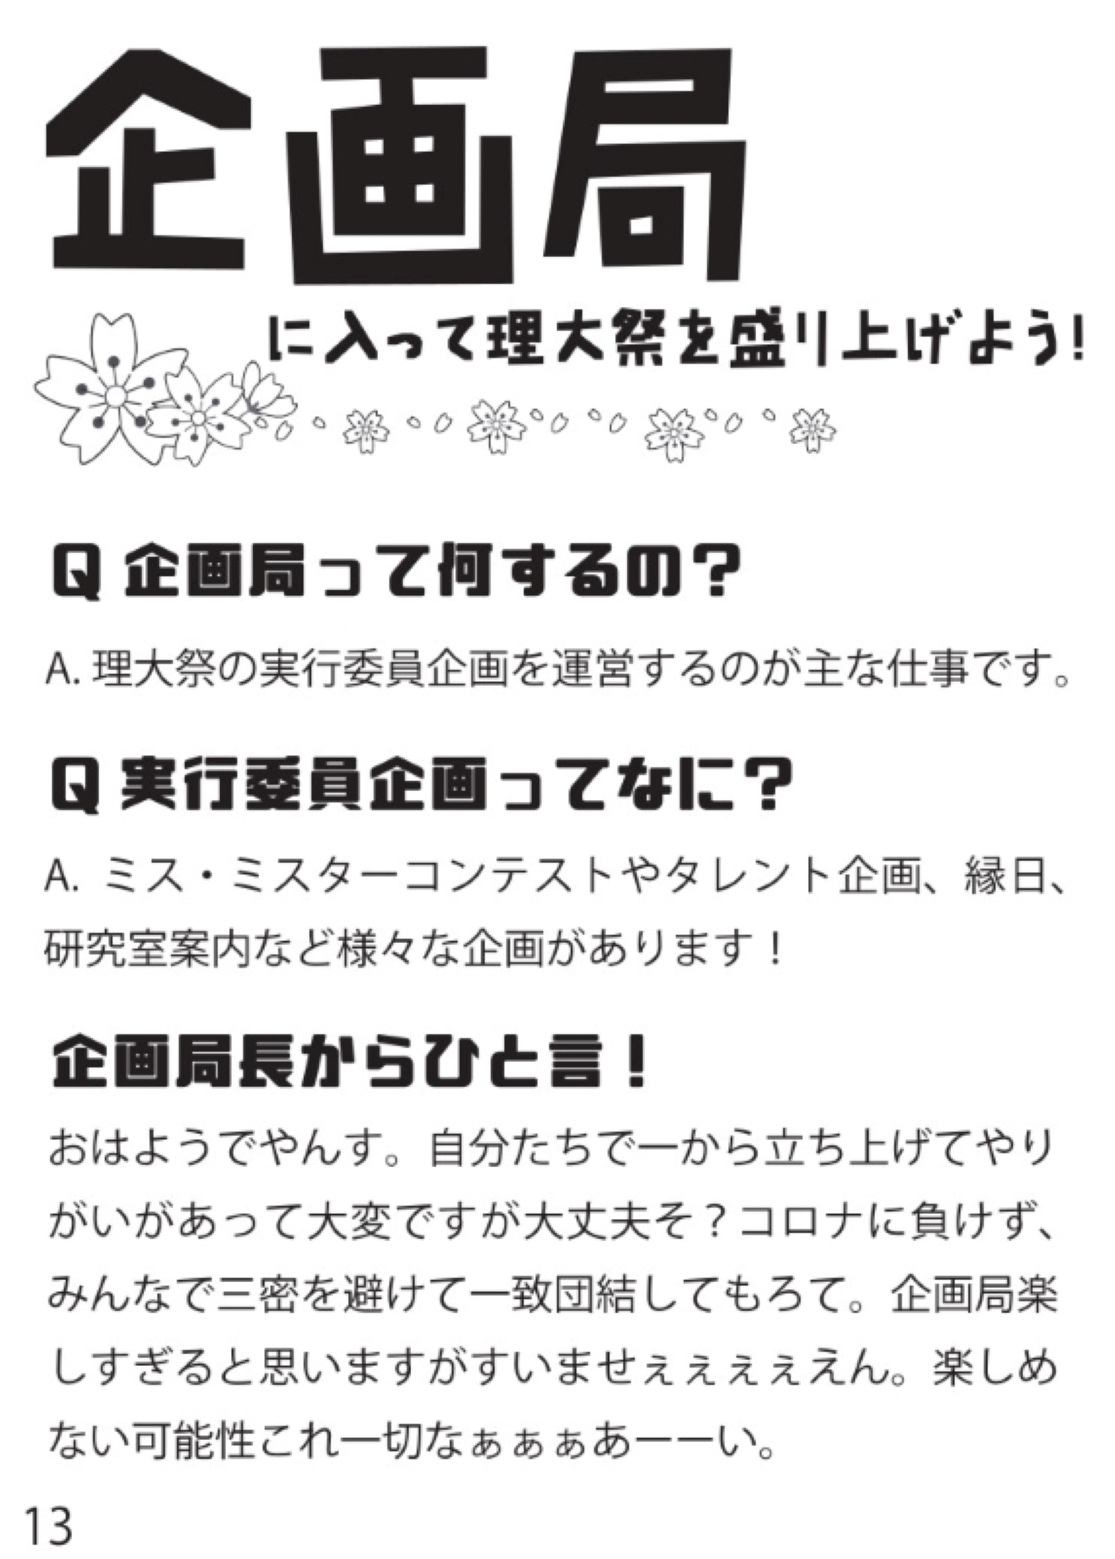 企画局
に入って理大祭を盛り上げよう!
Q 企画局って何するの?
A. 理大祭の実行委員企画を運営するのが主な仕事です。
Q 実行委員企画ってなに?
A. ミス・ミスターコンテストやタレント企画、縁日、
研究室案内など様々な企画があります！
企画局長からひと言！
おはようでやんす。自分たちで一から立ち上げてやり
がいがあって大変ですが大丈夫そ？コロナに負けず、
みんなで三密を避けて一致団結してもろて。企画局楽
しすぎると思いますがすいませぇぇぇぇえん。楽しめ
ない可能性これ一切なぁぁぁあーーい。
13